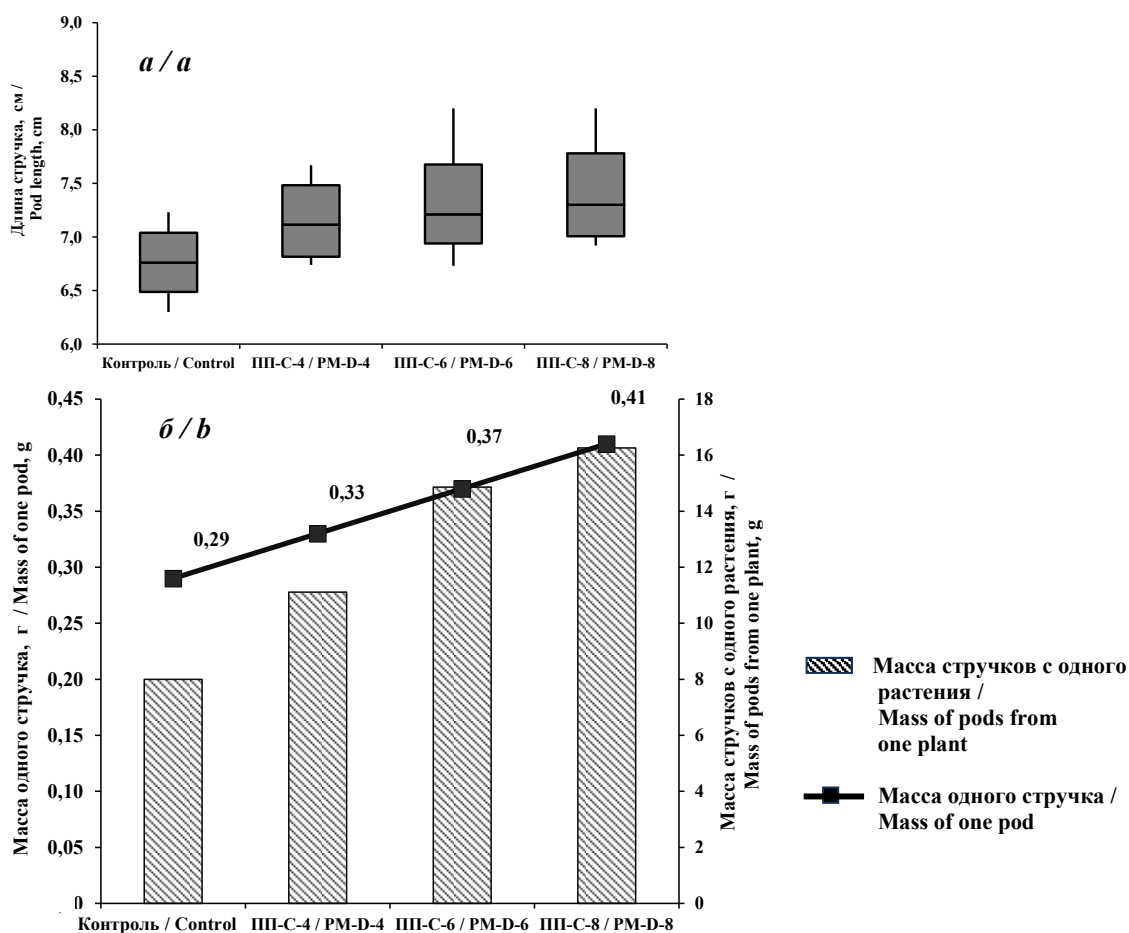 Длина стручка, см /
Pod length, cm
9,0
8,5
8,0
7,5
7,0
6,5
6,0
а / a
Контроль / Control
ПП-С-4 / PM-D-4
ПП-С-6 / PM-D-6
ПП-С-8 / PM-D-8
Масса одного стручка, г / Mass of one pod, g
0,45
0,40
0,35
0,30
0,25
0,20
0,15
0,10
0,05
0
б / b
0,29
0,33
0,37
0,41
18
16
14
12
10
8
6
4
2
0
Масса стручков с одного растения, г /
Mass of pods from one plant, g
Контроль / Control
ПП-С-4 / PM-D-4
ПП-С-6 / PM-D-6
ПП-С-8 / PM-D-8
Масса стручков с одного
растения /
Mass of pods from
one plant
Масса одного стручка /
Mass of one pod